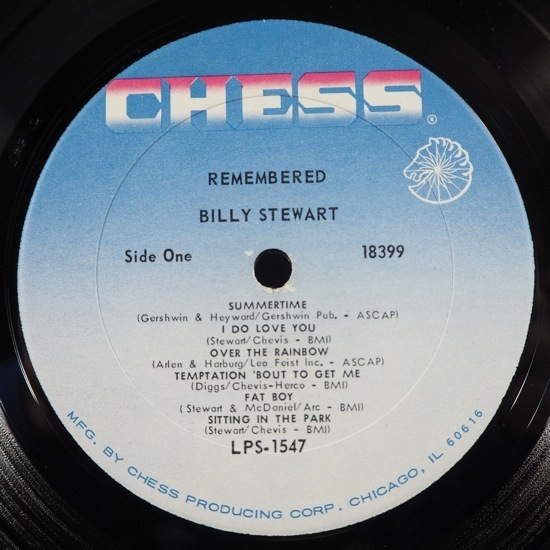 CHESS ®
REMEMBERED
BILLY STEWART
Side One 18399
SUMMERTIME
(Gershwin & Heyward/Gershwin Pub. - ASCAP)
I DO LOVE YOU
(Stewart/Chevis - BMI)
OVER THE RAINBOW
(Arlen & Harburg/Leo Feist Inc. - ASCAP)
TEMPTATION 'BOUT TO GET ME
(Diggs/Chevis-Herco - BMI)
FAT BOY
( Stewart & McDaniel/Arc - BMI)
SITTING IN THE PARK
(Stewart/Chevis - BMI)
LPS-1547
MFG. BY CHESS PRODUCING CORP. CHICAGO, IL 60616